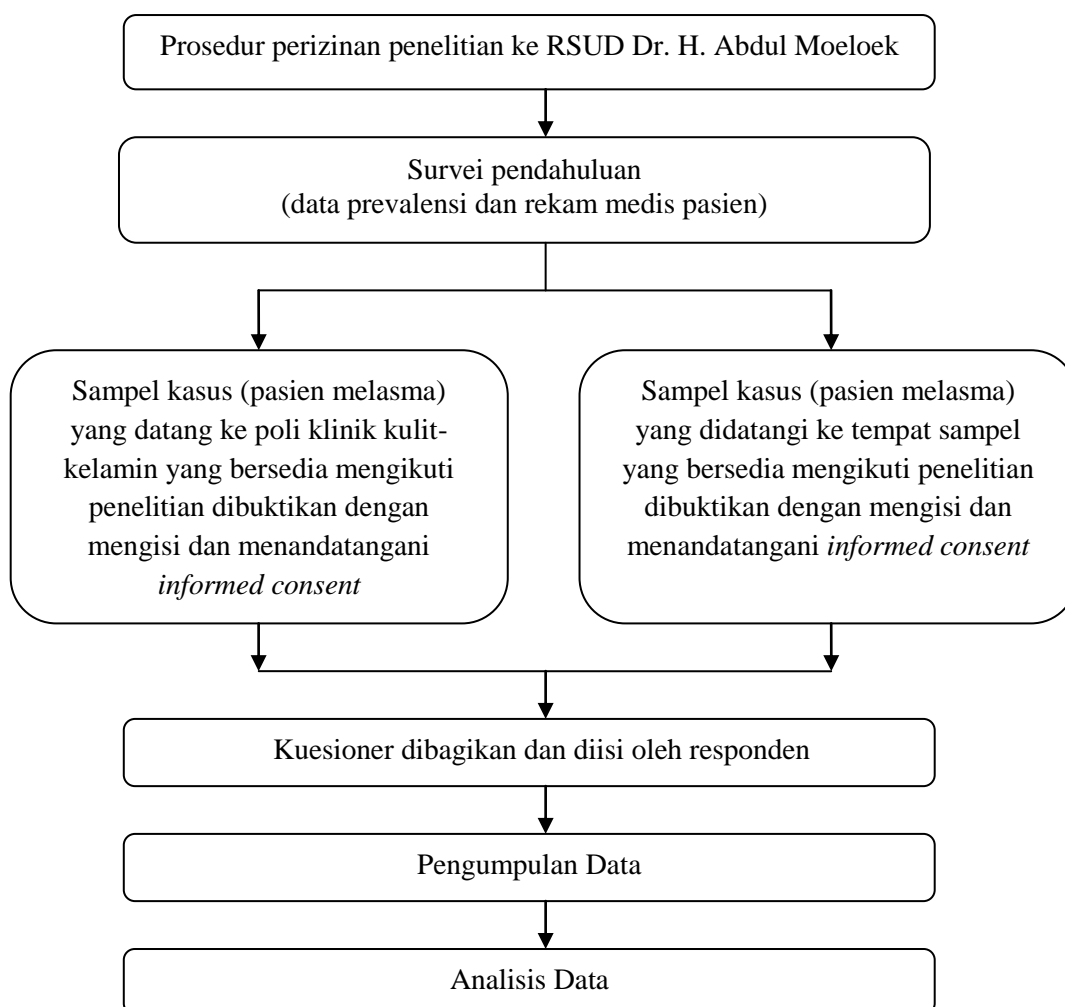 Prosedur perizinan penelitian ke RSUD Dr. H. Abdul Moeloek
Survei pendahuluan
(data prevalensi dan rekam medis pasien)
Sampel kasus (pasien melasma)
yang datang ke poli klinik kulit-
kelamin yang bersedia mengikuti
penelitian dibuktikan dengan
mengisi dan menandatangani
informed consent
Sampel kasus (pasien melasma)
yang didatangi ke tempat sampel
yang bersedia mengikuti penelitian
dibuktikan dengan mengisi dan
menandatangani informed consent
Kuesioner dibagikan dan diisi oleh responden
Pengumpulan Data
Analisis Data